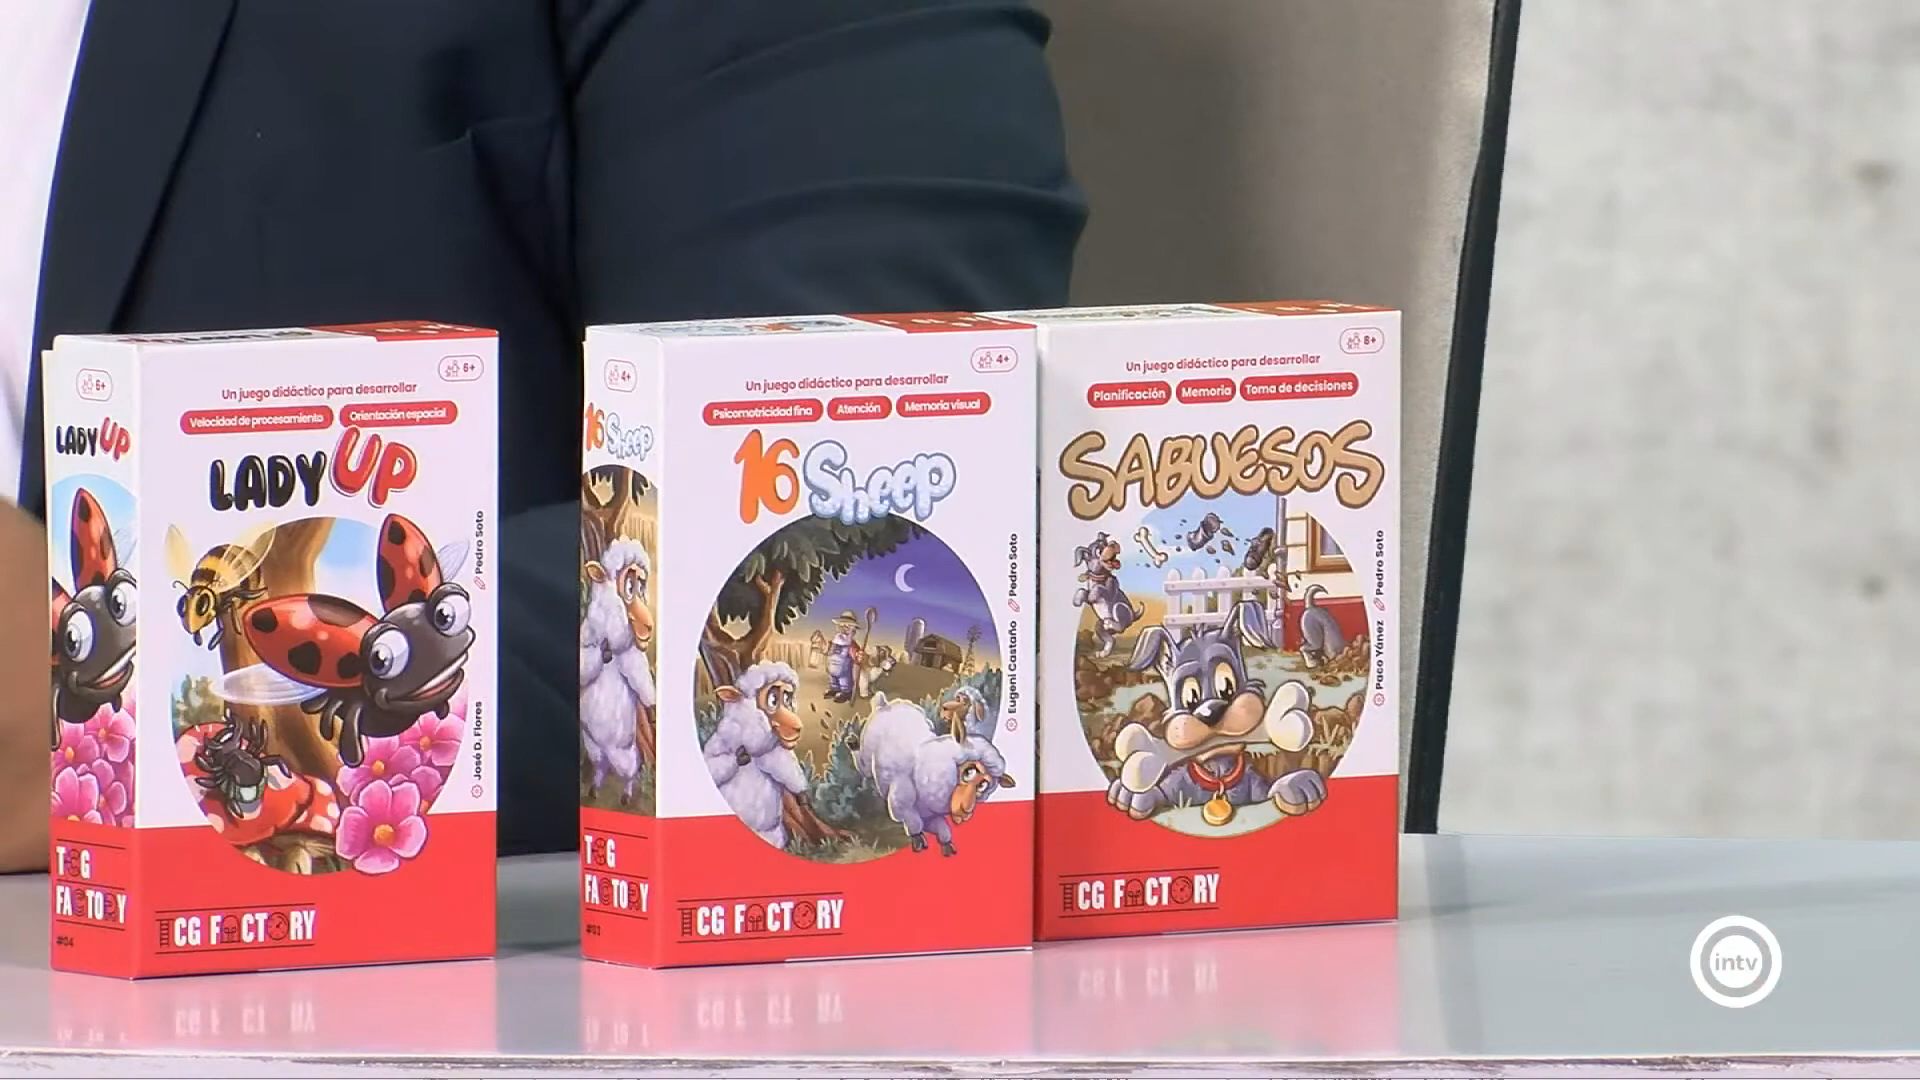 6+
LADY UP
TCG
FACTORY
#04
6+
Un juego didáctico para desarrollar
Velocidad de procesamiento Orientación espacial
LADY UP
Pedro Soto
José D. Flores
TCG FACTORY
4+
16 Sheep
TCG
FACTORY
4+
Un juego didáctico para desarrollar
Psicomotricidad fina Atención Memoria visual
16 Sheep
Pedro Soto
Eugeni Castaño
TCG FACTORY
8+
Un juego didáctico para desarrollar
Planificación Memoria Toma de decisiones
SABUESOS
Pedro Soto
Paco Yánez
TCG FACTORY
intv